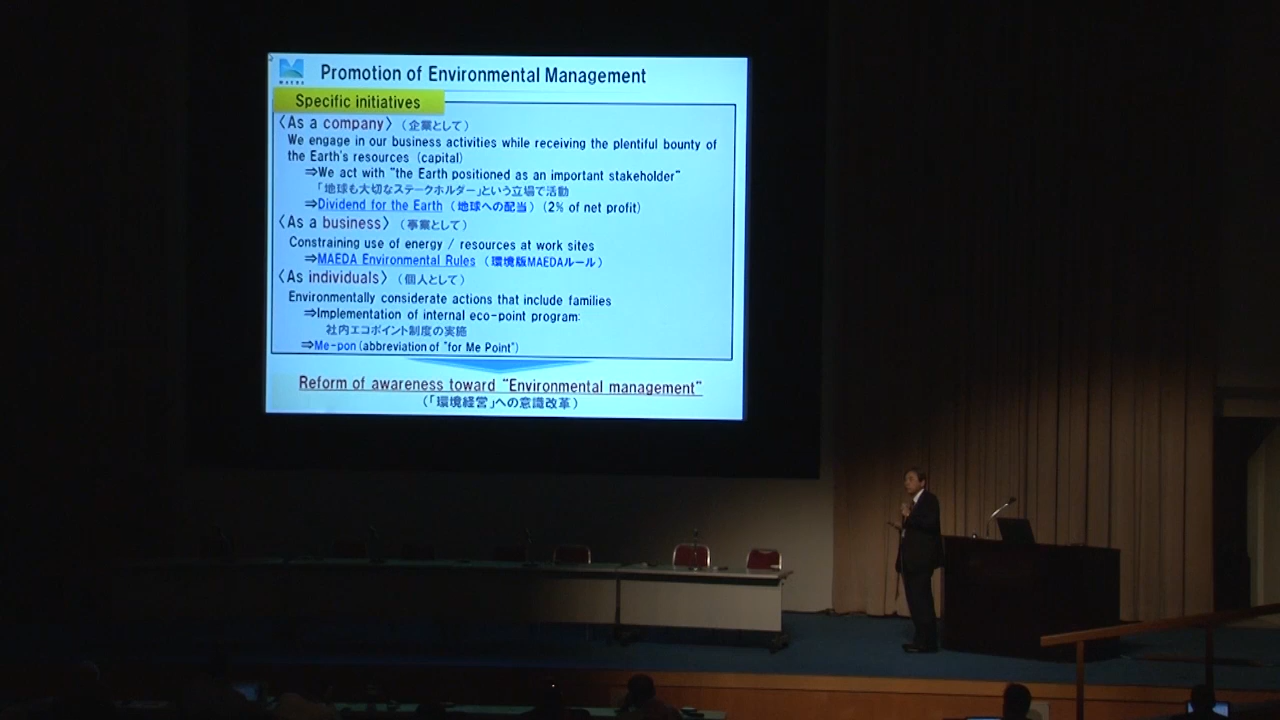 MAEDA
Promotion of Environmental Management
Specific initiatives
〈As a company〉（企業として）
We engage in our business activities while receiving the plentiful bounty of
the Earth's resources (capital)
⇒We act with "the Earth positioned as an important stakeholder"
「地球も大切なステークホルダー」という立場で活動
⇒Dividend for the Earth（地球への配当）(2% of net profit)
〈As a business〉（事業として）
Constraining use of energy / resources at work sites
⇒MAEDA Environmental Rules（環境版MAEDAルール）
〈As individuals〉（個人として）
Environmentally considerate actions that include families
⇒Implementation of internal eco-point program:
社内エコポイント制度の実施
⇒Me-pon (abbreviation of "for Me Point")
Reform of awareness toward "Environmental management"
（「環境経営」への意識改革）